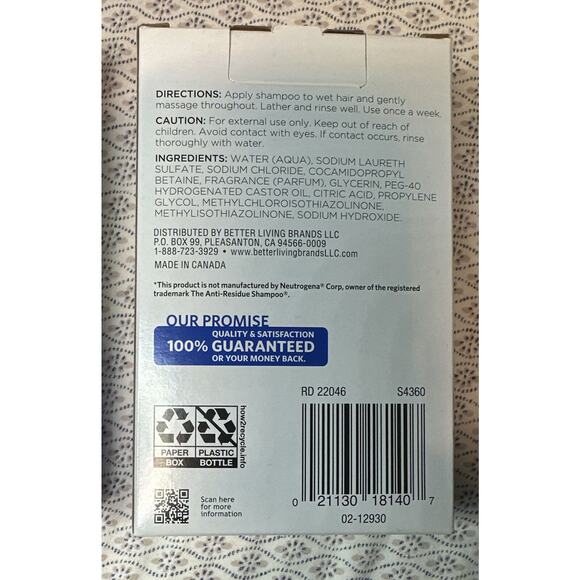 DIRECTIONS: Apply shampoo to wet hair and gently
massage throughout. Lather and rinse well. Use once a week.
CAUTION: For external use only. Keep out of reach of
children. Avoid contact with eyes. If contact occurs, rinse
thoroughly with water.
INGREDIENTS: WATER (AQUA), SODIUM LAURETH
SULFATE, SODIUM CHLORIDE, COCAMIDOPROPYL
BETAINE, FRAGRANCE (PARFUM), GLYCERIN, PEG-40
HYDROGENATED CASTOR OIL, CITRIC ACID, PROPYLENE
GLYCOL, METHYLCHLOROISOTHIAZOLINONE,
METHYLISOTHIAZOLINONE, SODIUM HYDROXIDE.
DISTRIBUTED BY BETTER LIVING BRANDS LLC
P.O. BOX 99, PLEASANTON, CA 94566-0009
1-888-723-3929 • www.betterlivingbrandsLLC.com
MADE IN CANADA
*This product is not manufactured by Neutrogena® Corp, owner of the registered
trademark The Anti-Residue Shampoo®.
OUR PROMISE
QUALITY & SATISFACTION
100% GUARANTEED
OR YOUR MONEY BACK.
RD 22046 S4360
PAPER PLASTIC
BOX BOTTLE
how2recycle.info
Scan here
for more
information
0 21130 18140 7
02-12930